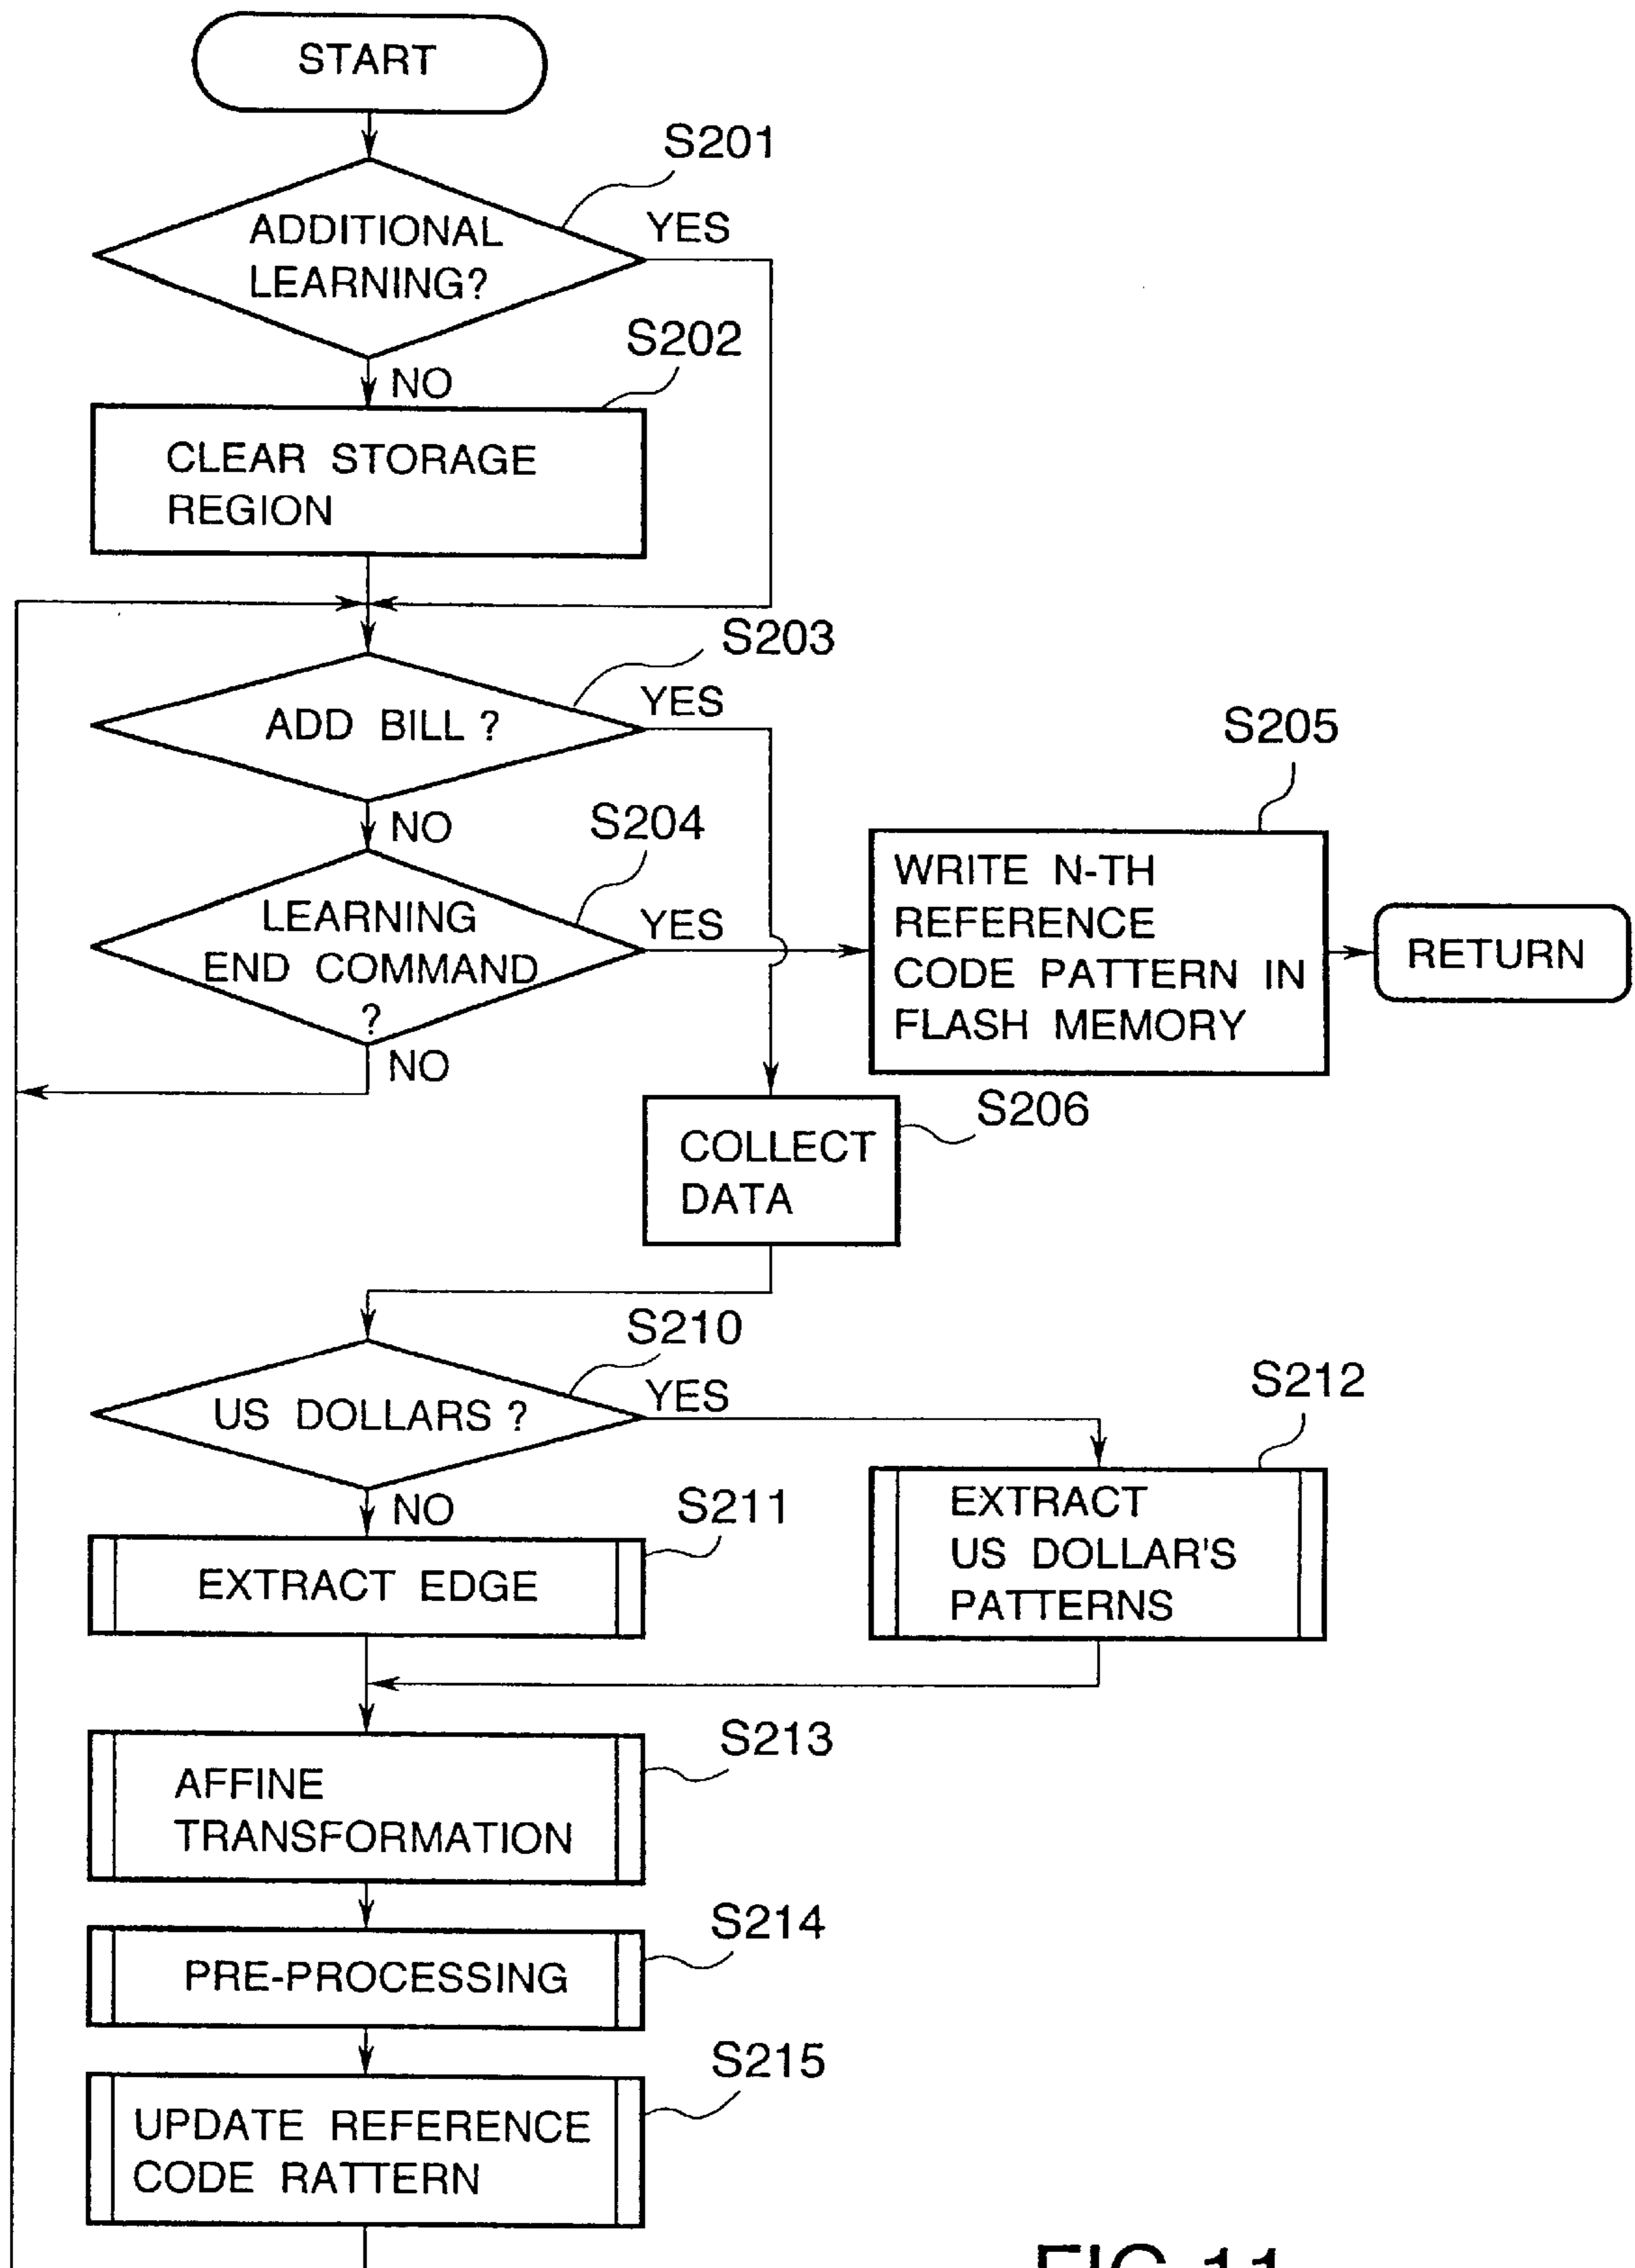 START
S201
ADDITIONAL
LEARNING?
YES
S202
NO
CLEAR STORAGE
REGION
S203
ADD BILL ?
YES
S205
NO
S204
LEARNING
END COMMAND
?
YES
WRITE N-TH
REFERENCE
CODE PATTERN IN
FLASH MEMORY
RETURN
NO
S206
COLLECT
DATA
S210
US DOLLARS ?
YES
S212
NO
S211
EXTRACT EDGE
EXTRACT
US DOLLAR'S
PATTERNS
S213
AFFINE
TRANSFORMATION
S214
PRE-PROCESSING
S215
UPDATE REFERENCE
CODE RATTERN
FIG.11